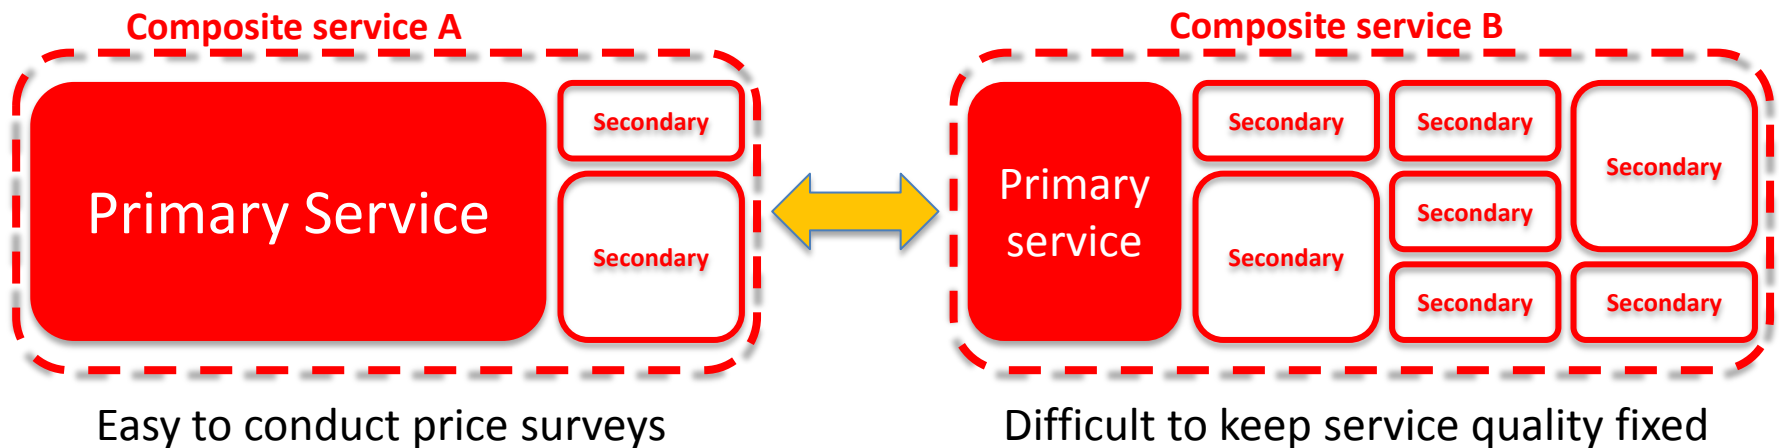 Composite service A
Primary Service
Secondary
Secondary
Easy to conduct price surveys
Composite service B
Primary
service
Secondary
Secondary
Secondary
Secondary
Secondary
Secondary
Secondary
Difficult to keep service quality fixed